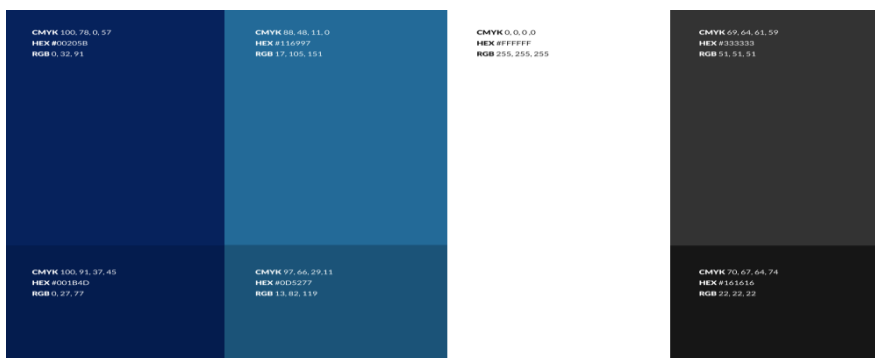 CMYK 100, 78, 0, 57
HEX #00205B
RGB 0, 32, 91
CMYK 88, 48, 11, 0
HEX #116997
RGB 17, 105, 151
CMYK 0, 0, 0 ,0
HEX #FFFFFF
RGB 255, 255, 255
CMYK 69, 64, 61, 59
HEX #333333
RGB 51, 51, 51
CMYK 100, 91, 37, 45
HEX #001B4D
RGB 0, 27, 77
CMYK 97, 66, 29, 11
HEX #0D5277
RGB 13, 82, 119
CMYK 70, 67, 64, 74
HEX #161616
RGB 22, 22, 22